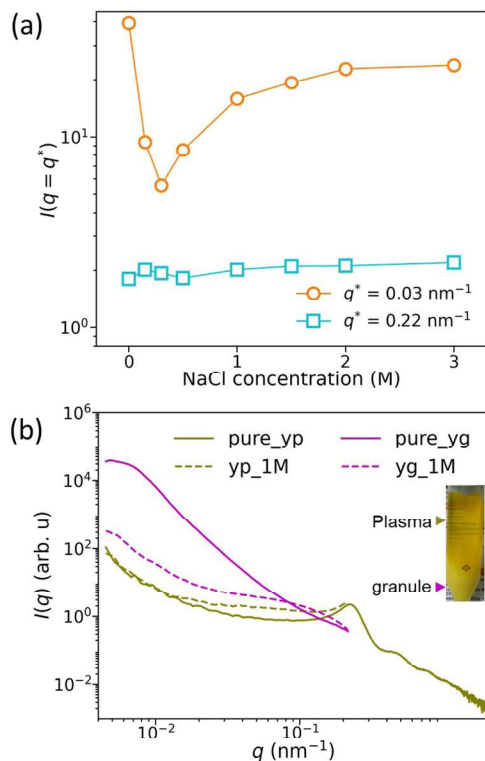 (a)
I(q = q*)
10¹
10⁰
0
1
2
3
NaCl concentration (M)
q* = 0.03 nm⁻¹
q* = 0.22 nm⁻¹
(b)
I(q) (arb. u)
10⁶
10⁴
10²
10⁰
10⁻²
pure_yp
pure_yg
yp_1M
yg_1M
Plasma
granule
10⁻²
10⁻¹
q (nm⁻¹)